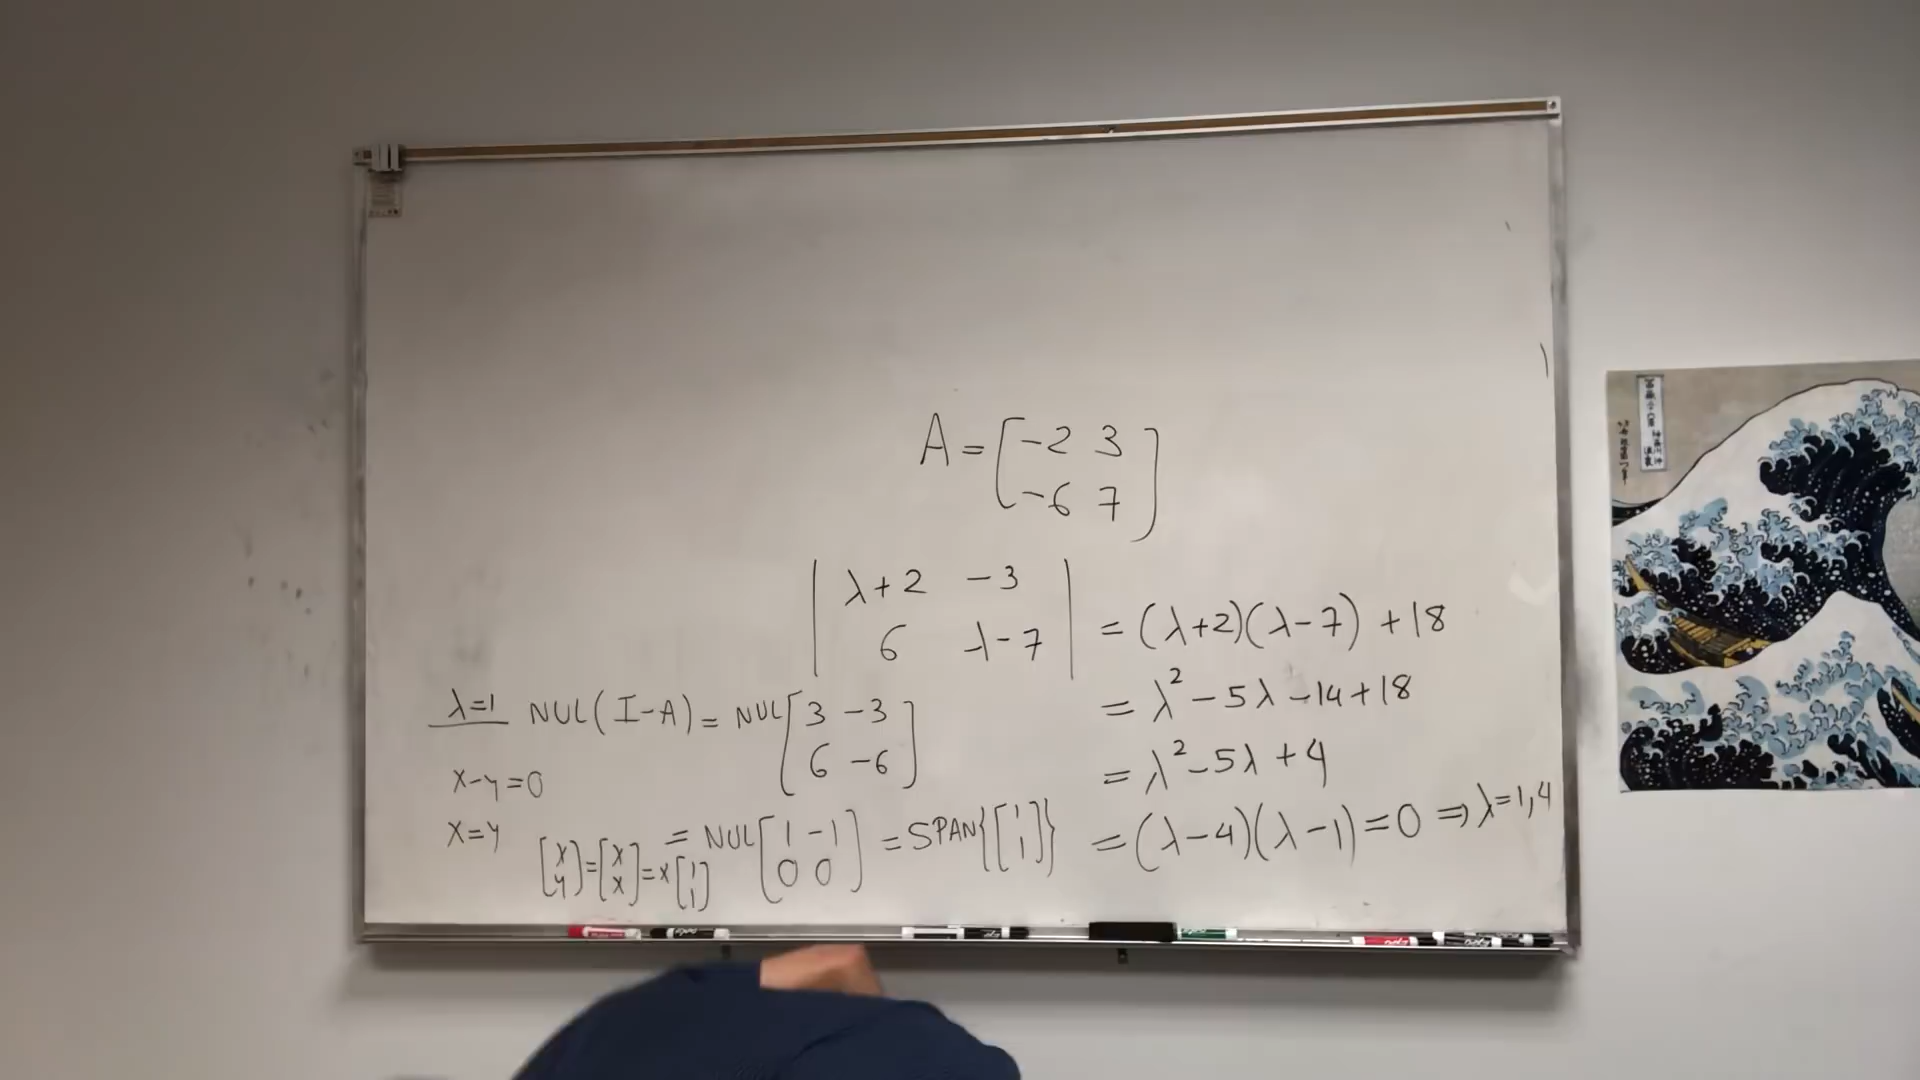 A = [-2 3
-6 7]
| λ+2 -3
6 λ-7 | = (λ+2)(λ-7) +18
= λ² - 5λ - 14 + 18
= λ² - 5λ + 4
= (λ-4)(λ-1) = 0 ⇒ λ=1,4
λ=1 NUL(I-A) = NUL [3 -3
6 -6]
x-y=0
x=y
[x
y] = [x
x] = x [1
1]
= NUL [1 -1
0 0] = SPAN{[1
1]}